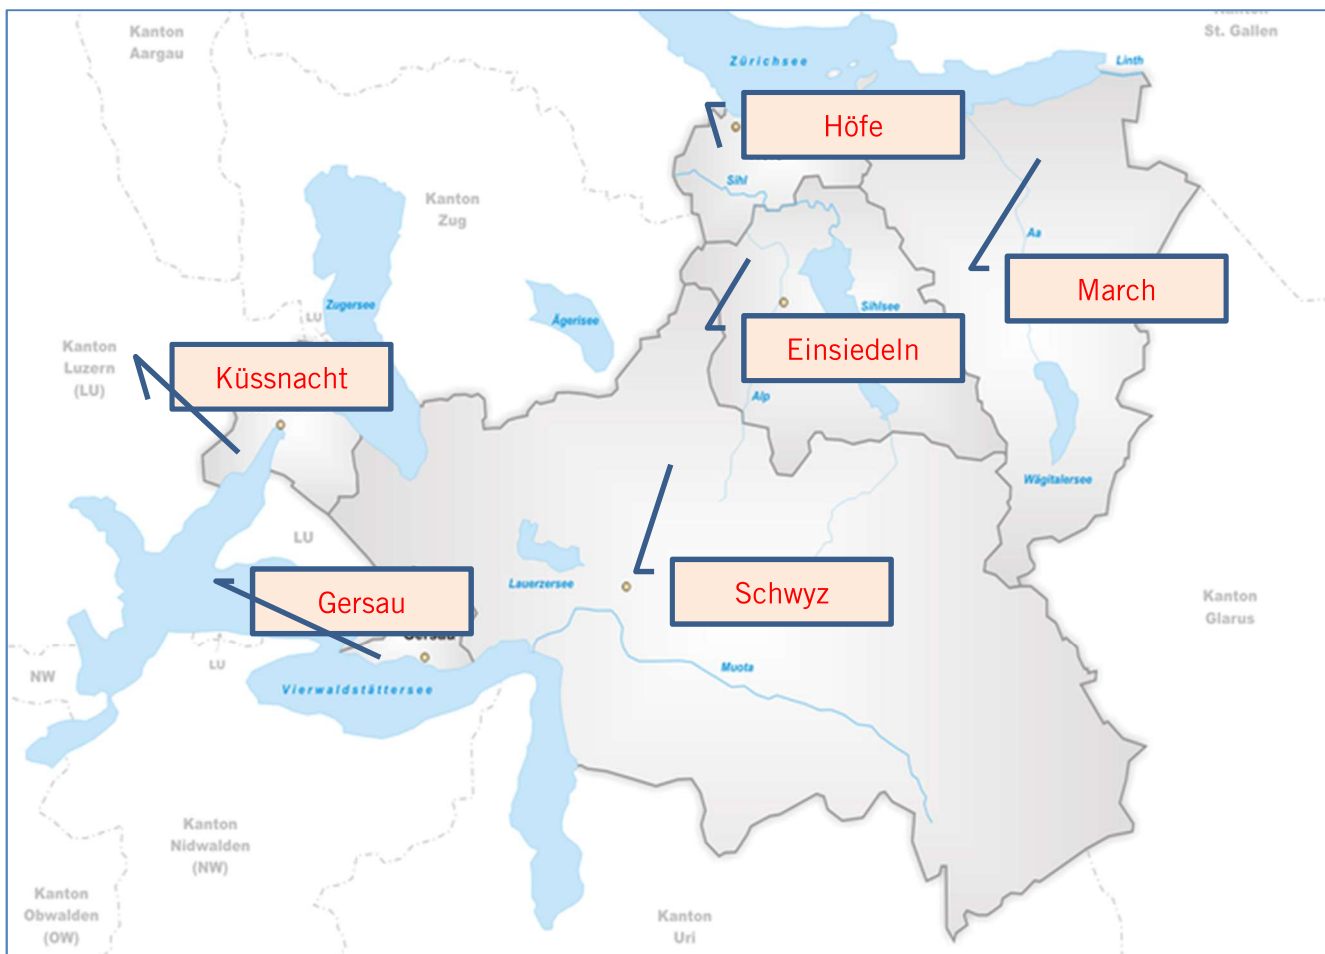 Kanton
Aargau
Kanton
St. Gallen
Zürichsee
Linth
Höfe
Sihl
Kanton
Zug
Aa
March
Zugersee
LU
Ägerisee
Sihlsee
Einsiedeln
Kanton
Luzern
(LU)
Küssnacht
Alp
Wägitalersee
LU
Lauerzersee
Schwyz
Gersau
Gersau
Kanton
Glarus
LU
NW
Vierwaldstättersee
Muota
Kanton
Nidwalden
(NW)
Kanton
Obwalden
(OW)
Kanton
Uri